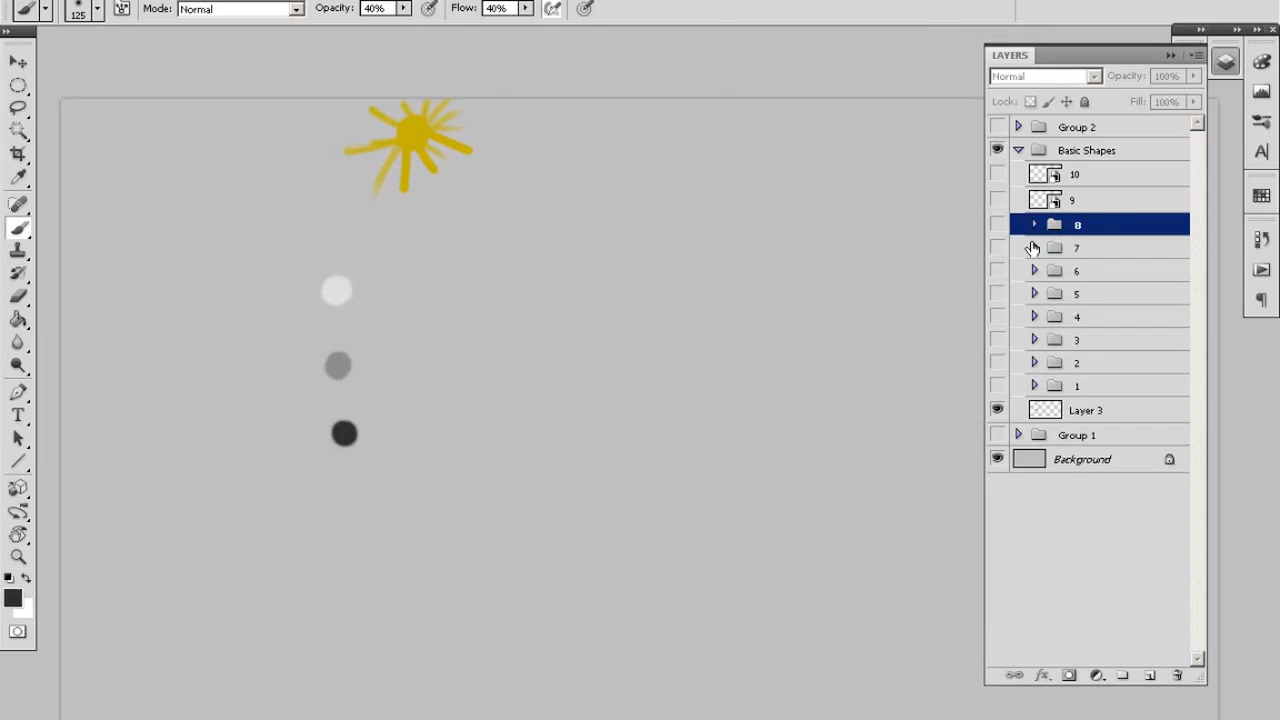 Mode: Normal Opacity: 40% Flow: 40%
125
LAYERS
Normal Opacity: 100%
Lock: Fill: 100%
Group 2
Basic Shapes
10
9
8
7
6
5
4
3
2
1
Layer 3
Group 1
Background